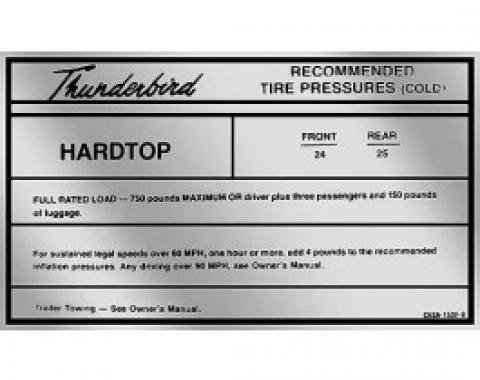 Thunderbird
RECOMMENDED
TIRE PRESSURES (COLD)
HARDTOP
FRONT REAR
24 25
FULL RATED LOAD — 750 pounds MAXIMUM OR driver plus three passengers and 150 pounds
of luggage.
For sustained legal speeds over 60 MPH, one hour or more, add 4 pounds to the recommended
inflation pressures. Any driving over 90 MPH, see Owner's Manual.
Trailer Towing — See Owner's Manual.